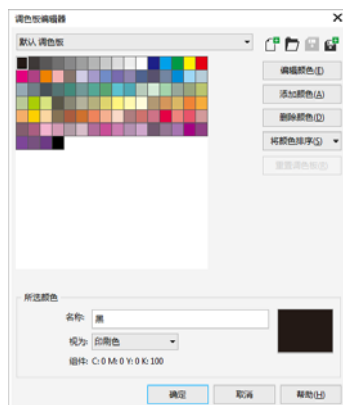 调色板编辑器
默认 调色板
编辑颜色(E)
添加颜色(A)
删除颜色(D)
将颜色排序(S)
重置调色板(R)
所选颜色
名称: 黑
视为: 印刷色
组件: C: 0 M: 0 Y: 0 K: 100
确定 取消 帮助(H)